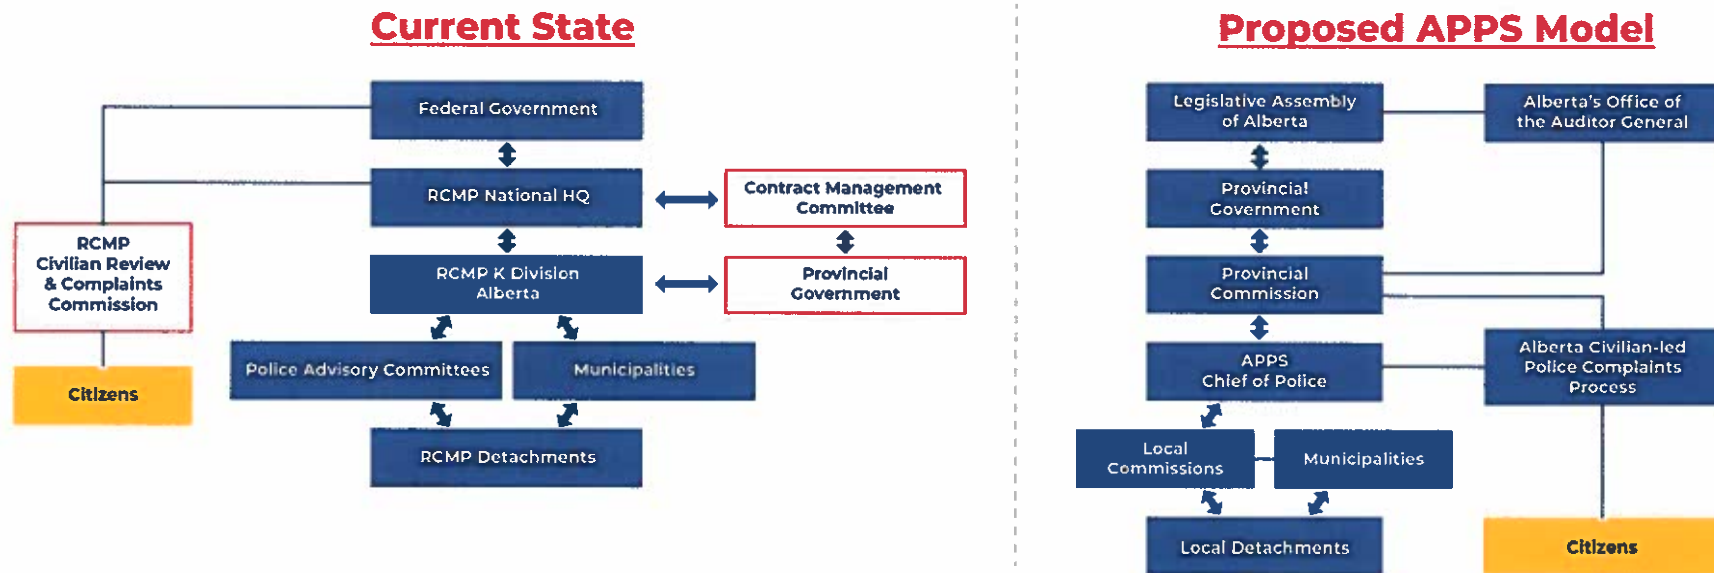 Current State
Federal Government
RCMP National HQ
Contract Management
Committee
RCMP
Civilian Review
& Complaints
Commission
RCMP K Division
Alberta
Provincial
Government
Police Advisory Committees
Municipalities
Citizens
RCMP Detachments
Proposed APPS Model
Legislative Assembly
of Alberta
Alberta's Office of
the Auditor General
Provincial
Government
Provincial
Commission
APPS
Chief of Police
Alberta Civilian-led
Police Complaints
Process
Local
Commissions
Municipalities
Local Detachments
Citizens